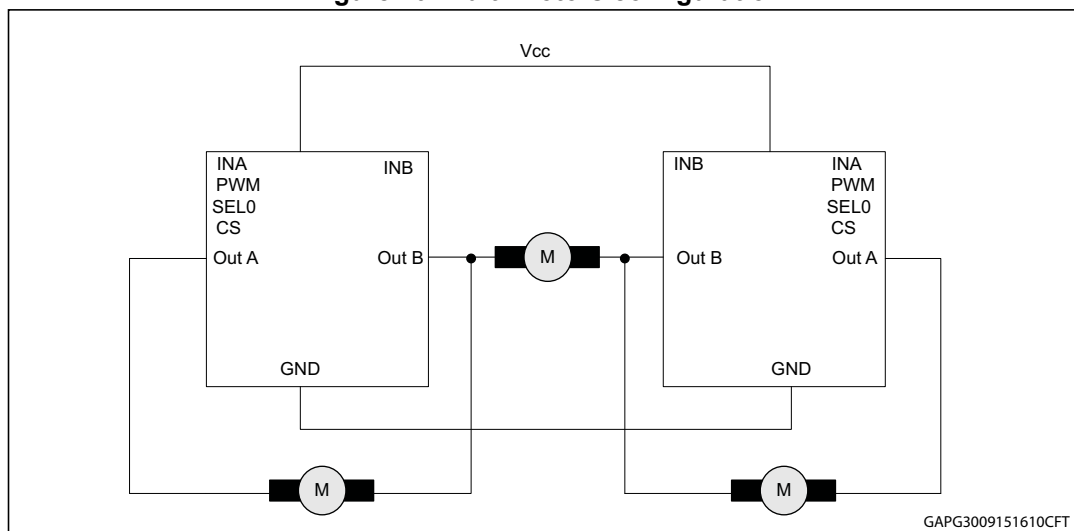 Vcc
INA
INB
PWM
SEL0
CS
Out A
Out B
GND
INB
INA
PWM
SEL0
CS
Out B
Out A
GND
M
M
M
GAPG3009151610CFT